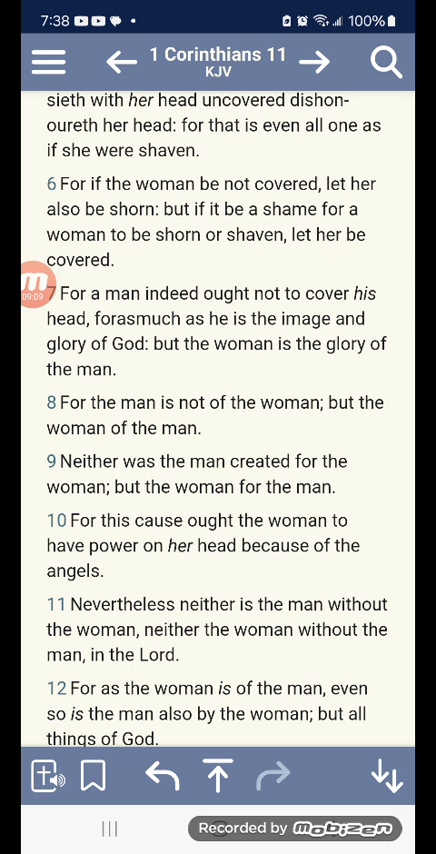 7:38 100%
1 Corinthians 11
KJV
sieth with her head uncovered dishon-
oureth her head: for that is even all one as
if she were shaven.
6 For if the woman be not covered, let her
also be shorn: but if it be a shame for a
woman to be shorn or shaven, let her be
covered.
m
09:09
7 For a man indeed ought not to cover his
head, forasmuch as he is the image and
glory of God: but the woman is the glory of
the man.
8 For the man is not of the woman; but the
woman of the man.
9 Neither was the man created for the
woman; but the woman for the man.
10 For this cause ought the woman to
have power on her head because of the
angels.
11 Nevertheless neither is the man without
the woman, neither the woman without the
man, in the Lord.
12 For as the woman is of the man, even
so is the man also by the woman; but all
things of God.
Recorded by mobizen